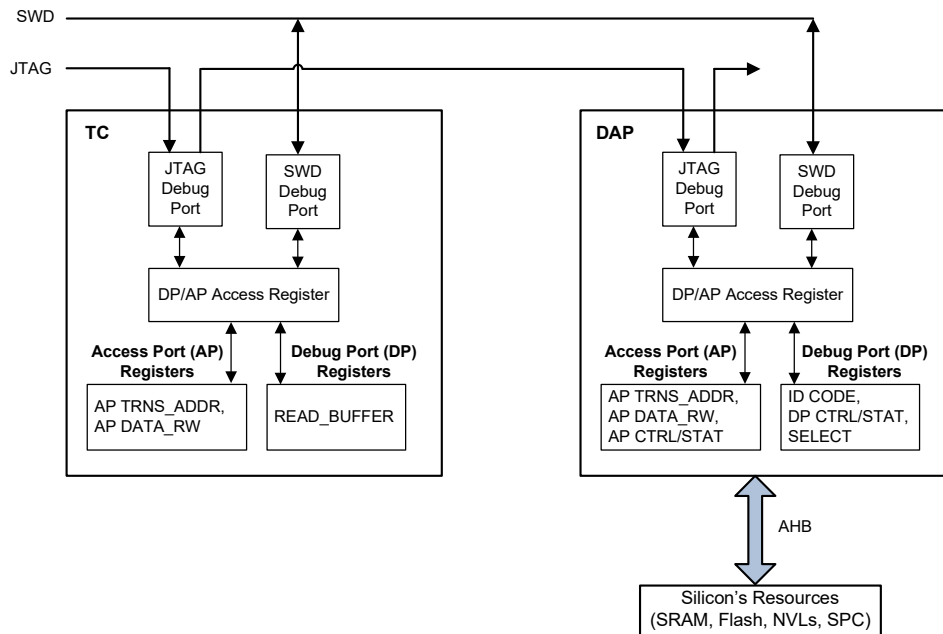 SWD
JTAG
TC
JTAG
Debug
Port
SWD
Debug
Port
DP/AP Access Register
Access Port (AP)
Registers
Debug Port (DP)
Registers
AP TRNS_ADDR,
AP DATA_RW
READ_BUFFER
DAP
JTAG
Debug
Port
SWD
Debug
Port
DP/AP Access Register
Access Port (AP)
Registers
Debug Port (DP)
Registers
AP TRNS_ADDR,
AP DATA_RW,
AP CTRL/STAT
ID CODE,
DP CTRL/STAT,
SELECT
AHB
Silicon's Resources
(SRAM, Flash, NVLs, SPC)